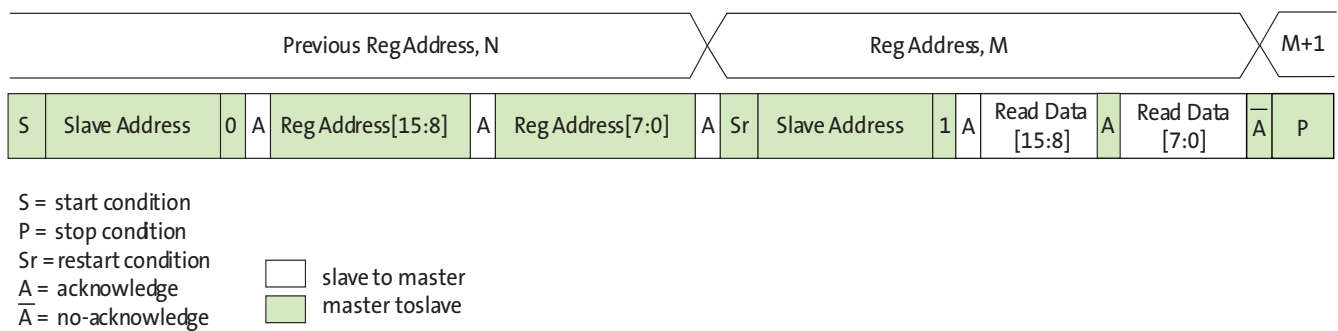 Previous Reg Address, N Reg Address, M M+1
S Slave Address 0 A Reg Address[15:8] A Reg Address[7:0] A Sr Slave Address 1 A Read Data [15:8] A Read Data [7:0] A̅ P
S = start condition
P = stop condition
Sr = restart condition
A = acknowledge
A̅ = no-acknowledge
slave to master
master toslave